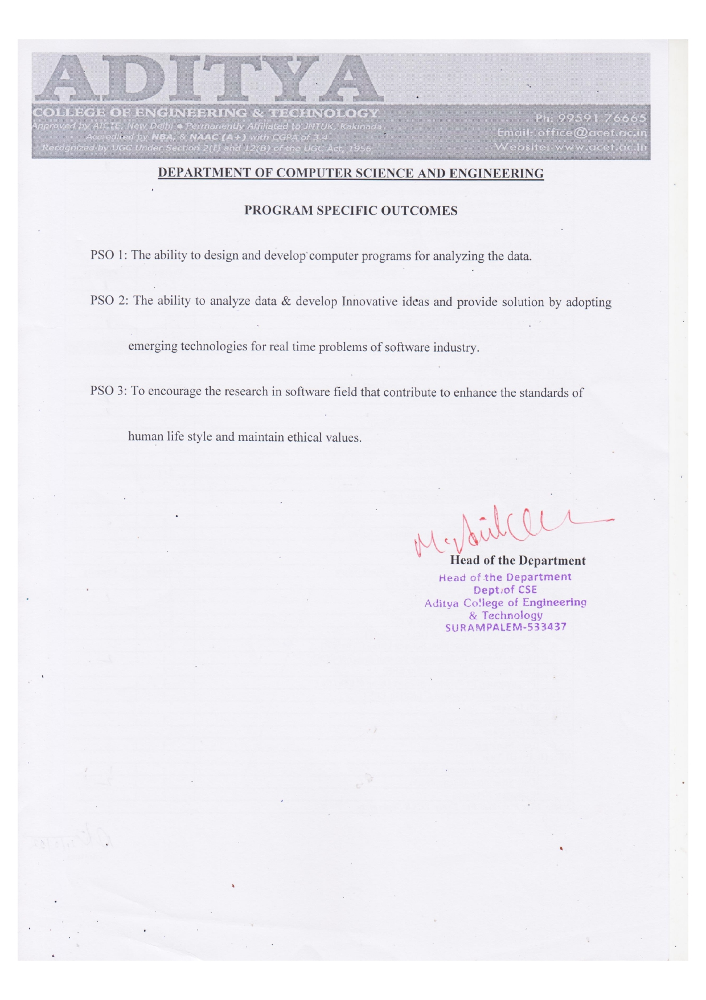 ADITYA
COLLEGE OF ENGINEERING & TECHNOLOGY
Approved by AICTE, New Delhi ● Permanently Affiliated to JNTUK, Kakinada
Accredited by NBA, & NAAC (A+) with CGPA of 3.4
Recognized by UGC Under Section 2(f) and 12(B) of the UGC Act, 1956
Ph: 99591 76665
Email: office@acet.ac.in
Website: www.acet.ac.in
DEPARTMENT OF COMPUTER SCIENCE AND ENGINEERING
PROGRAM SPECIFIC OUTCOMES
PSO 1: The ability to design and develop computer programs for analyzing the data.
PSO 2: The ability to analyze data & develop Innovative ideas and provide solution by adopting
emerging technologies for real time problems of software industry.
PSO 3: To encourage the research in software field that contribute to enhance the standards of
human life style and maintain ethical values.
Head of the Department
Head of the Department
Dept.of CSE
Aditya College of Engineering
& Technology
SURAMPALEM-533437